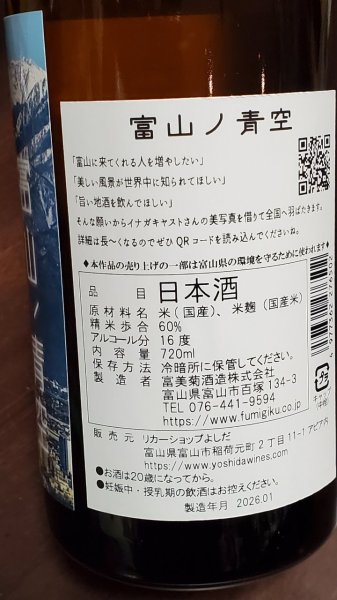 富山ノ青空
「富山に来てくれる人を増やしたい」
「美しい風景が世界中に知られてほしい」
「旨い地酒を飲んでほしい」
そんな願いからイナガキヤストさんの美写真を借りて全国へ羽ばたきます。
詳細は長〜くなるのでぜひQRコードを読み込んでくださいね。
◆本作品の売り上げの一部は富山県の環境を守るために使われます◆
品目 日本酒
原材料名 米(国産)、米麹(国産米)
精米歩合 60%
アルコール分 16度
内容量 720ml
保存方法 冷暗所に保管してください。
製造者 富美菊酒造株式会社
富山県富山市百塚134-3
TEL 076-441-9594
https://www.fumigiku.co.jp
販売元 リカーショップよしだ
富山県富山市稲荷元町2丁目11-1アピア1F
https://www.yoshidawines.com
●お酒は20歳になってから。
●妊娠中・授乳期の飲酒はお控えください。
製造年月 2026.01
4 977362 276502
富山ノ青